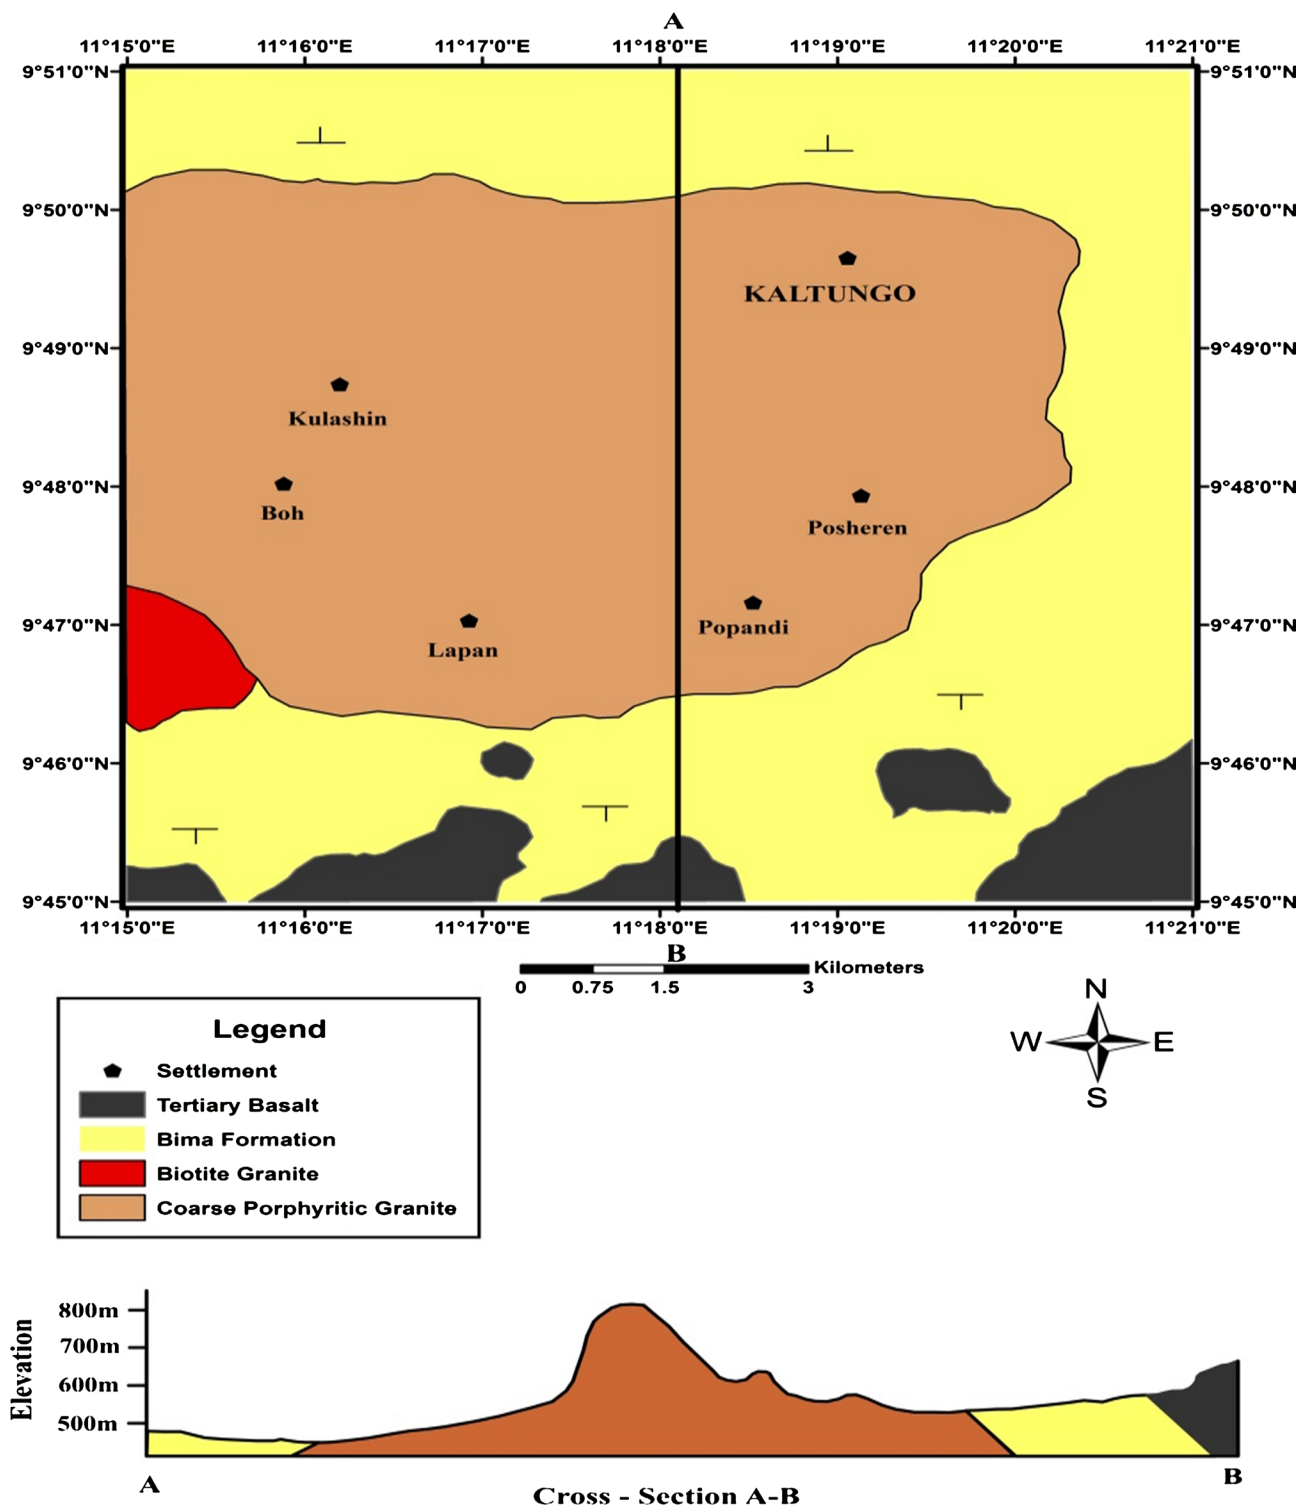 A
11°15'0"E 11°16'0"E 11°17'0"E 11°18'0"E 11°19'0"E 11°20'0"E 11°21'0"E
9°51'0"N 9°51'0"N
9°50'0"N 9°50'0"N
KALTUNGO
9°49'0"N 9°49'0"N
Kulashin
9°48'0"N 9°48'0"N
Boh
Posheren
9°47'0"N 9°47'0"N
Popandi
Lapan
9°46'0"N 9°46'0"N
9°45'0"N 9°45'0"N
11°15'0"E 11°16'0"E 11°17'0"E 11°18'0"E 11°19'0"E 11°20'0"E 11°21'0"E
B
Kilometers
0 0.75 1.5 3
N
W E
S
Legend
Settlement
Tertiary Basalt
Bima Formation
Biotite Granite
Coarse Porphyritic Granite
Elevation
800m
700m
600m
500m
A B
Cross - Section A-B